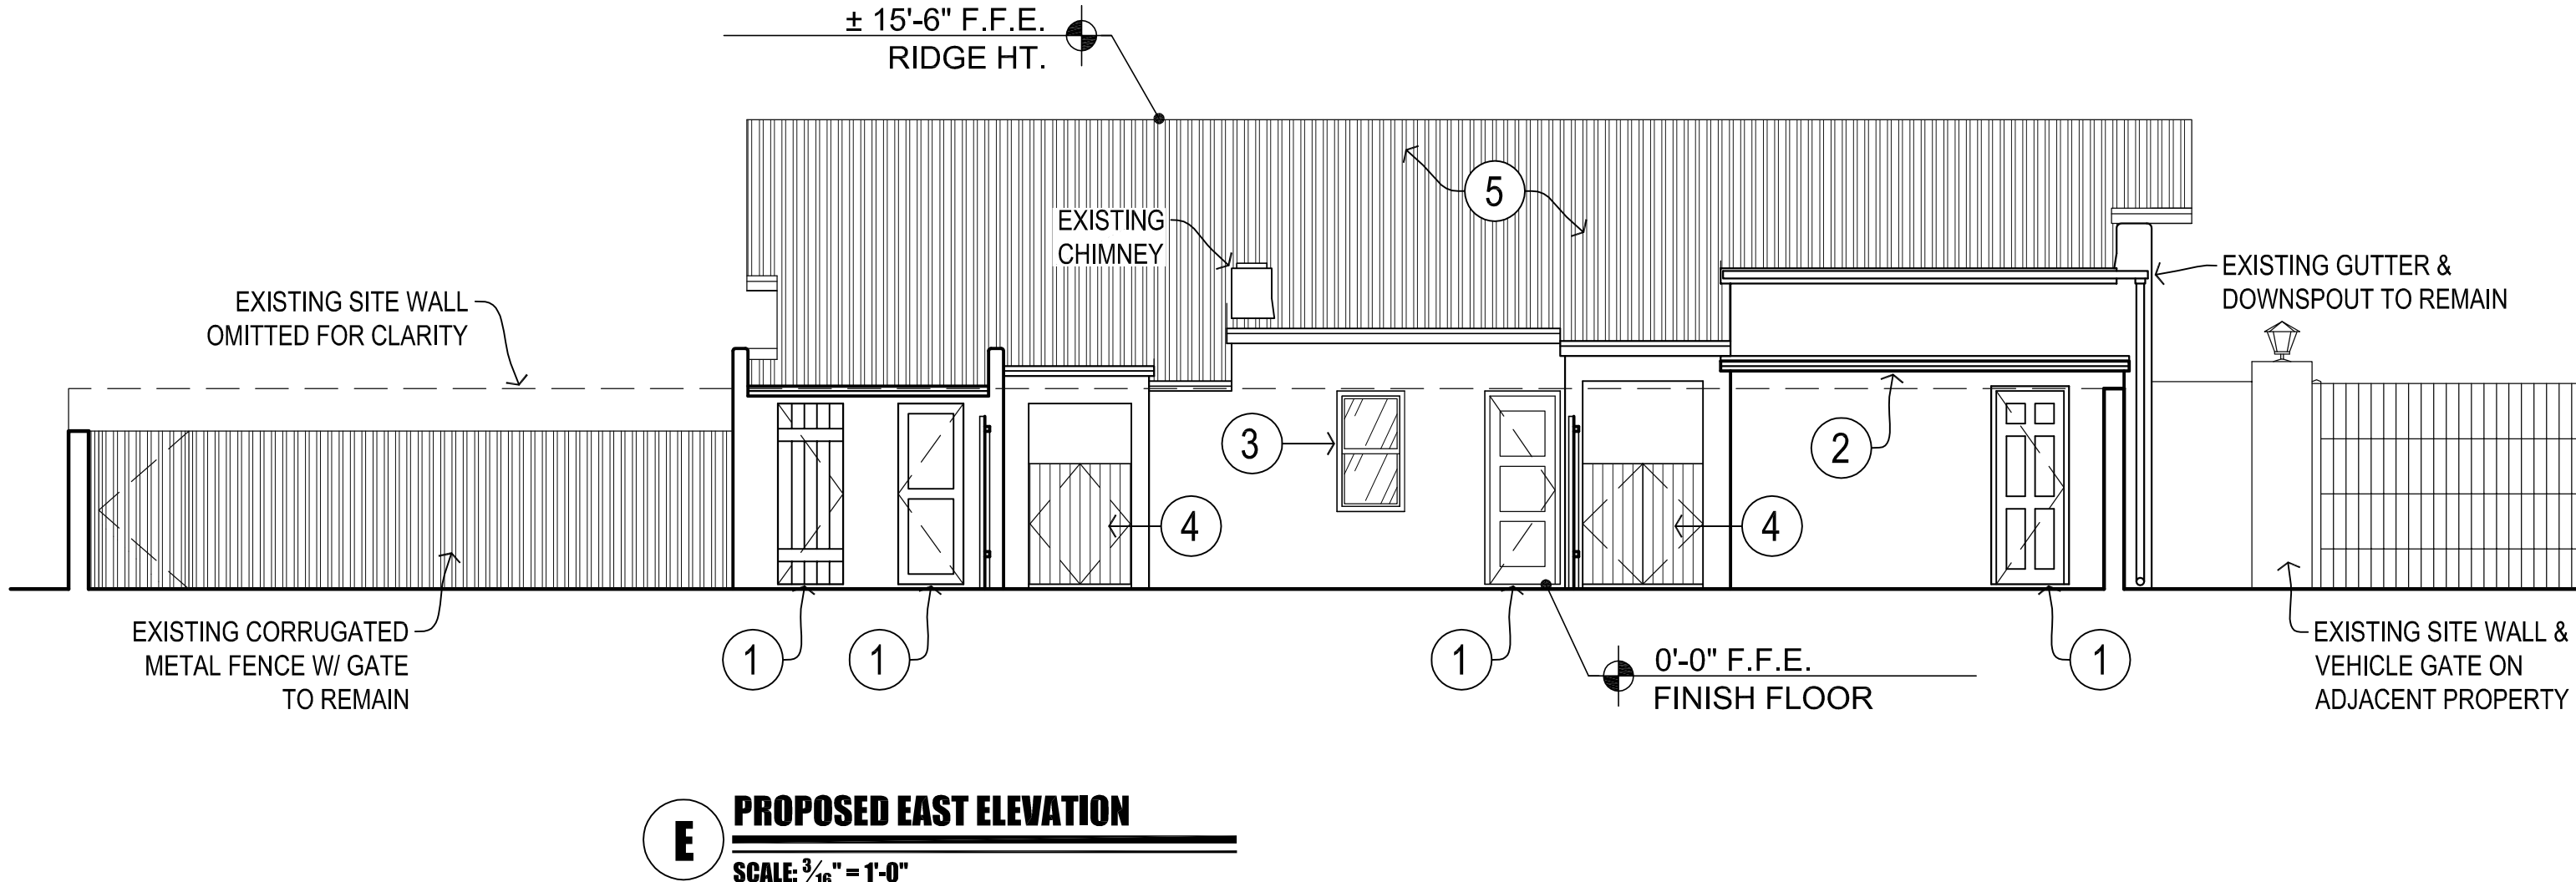 ± 15'-6" F.F.E.
RIDGE HT.
5
EXISTING
CHIMNEY
EXISTING GUTTER &
DOWNSPOUT TO REMAIN
EXISTING SITE WALL
OMITTED FOR CLARITY
3
2
4
4
EXISTING CORRUGATED
METAL FENCE W/ GATE
TO REMAIN
1
1
1
0'-0" F.F.E.
FINISH FLOOR
1
EXISTING SITE WALL &
VEHICLE GATE ON
ADJACENT PROPERTY
E
PROPOSED EAST ELEVATION
SCALE: 3/16" = 1'-0"